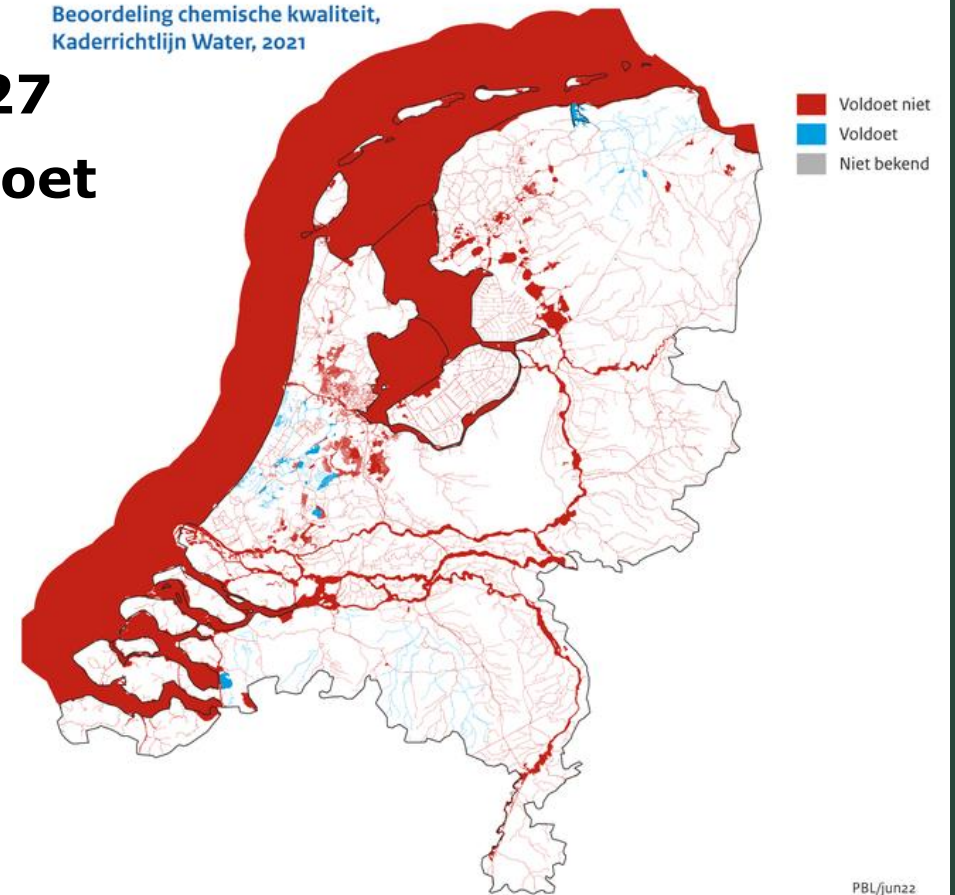 Beoordeling chemische kwaliteit,
Kaderrichtlijn Water, 2021
27
oet
Voldoet niet
Voldoet
Niet bekend
PBL/jun22